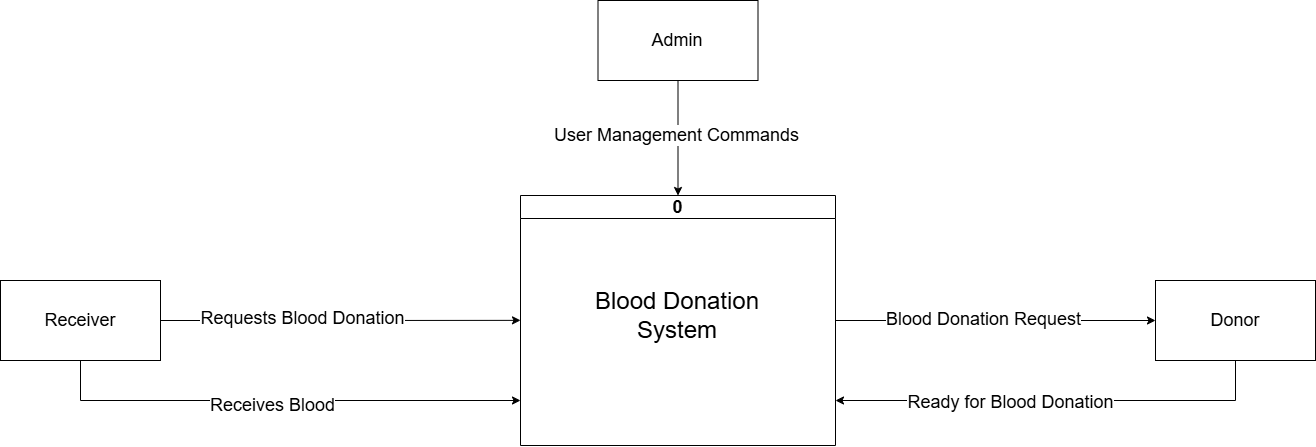 Admin
User Management Commands
0
Blood Donation
System
Receiver
Requests Blood Donation
Receives Blood
Blood Donation Request
Donor
Ready for Blood Donation